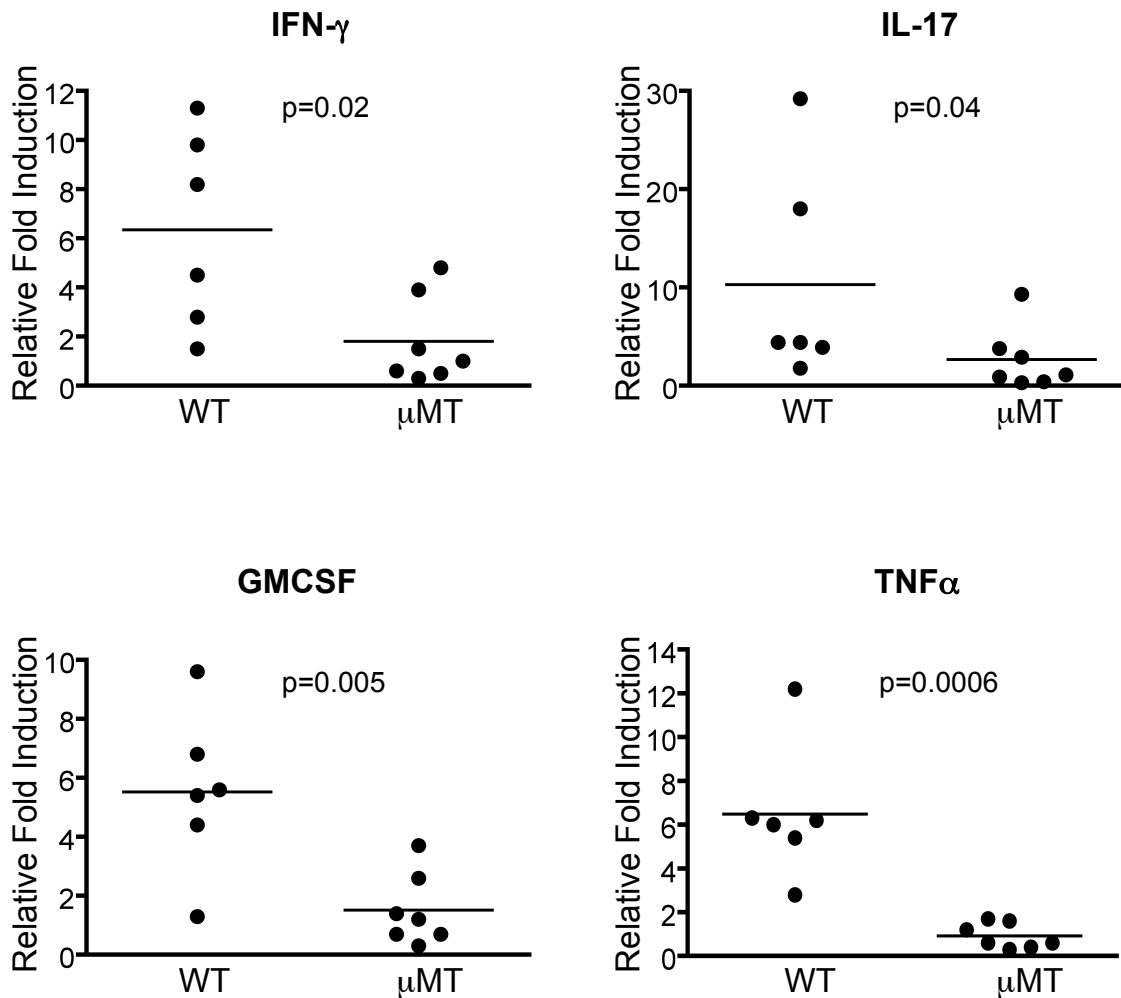 IFN-γ
p=0.02
Relative Fold Induction
12
10
8
6
4
2
0
WT
μMT
IL-17
p=0.04
Relative Fold Induction
30
20
10
0
WT
μMT
GMCSF
p=0.005
Relative Fold Induction
10
8
6
4
2
0
WT
μMT
TNFα
p=0.0006
Relative Fold Induction
14
12
10
8
6
4
2
0
WT
μMT